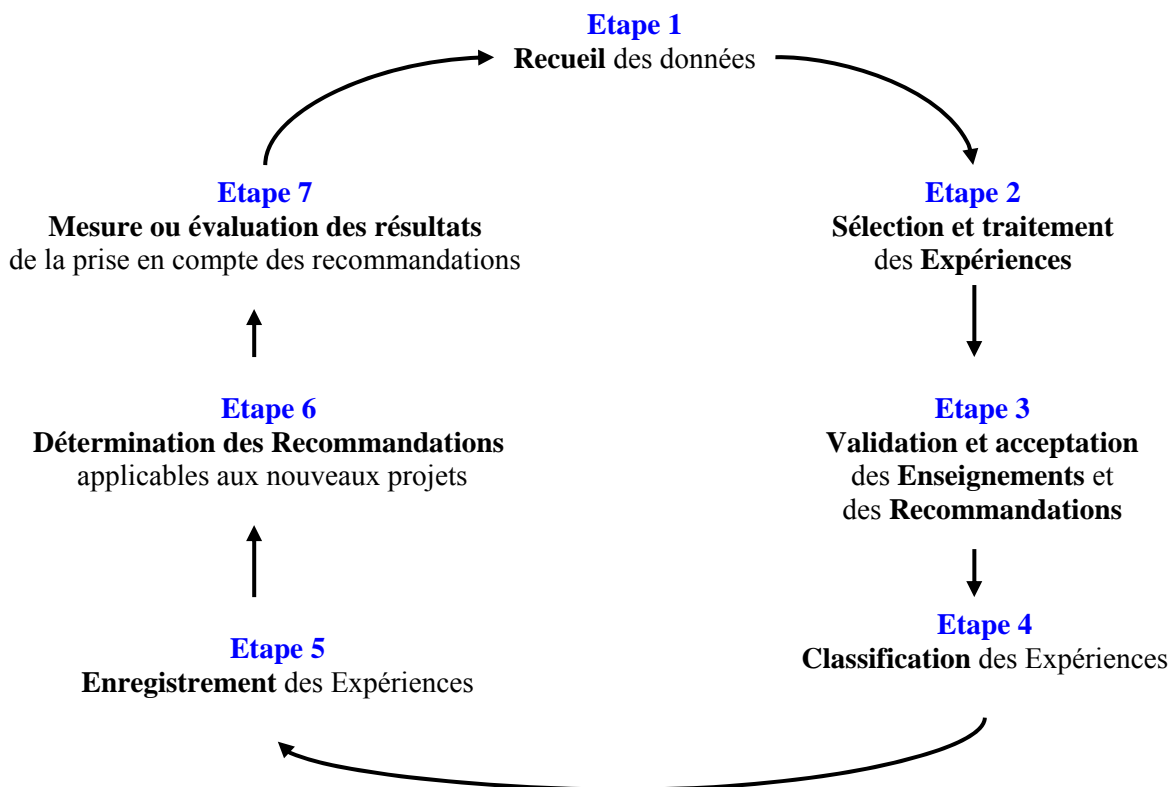 Etape 1
Recueil des données
Etape 2
Sélection et traitement
des Expériences
Etape 3
Validation et acceptation
des Enseignements et
des Recommandations
Etape 4
Classification des Expériences
Etape 5
Enregistrement des Expériences
Etape 6
Détermination des Recommandations
applicables aux nouveaux projets
Etape 7
Mesure ou évaluation des résultats
de la prise en compte des recommandations